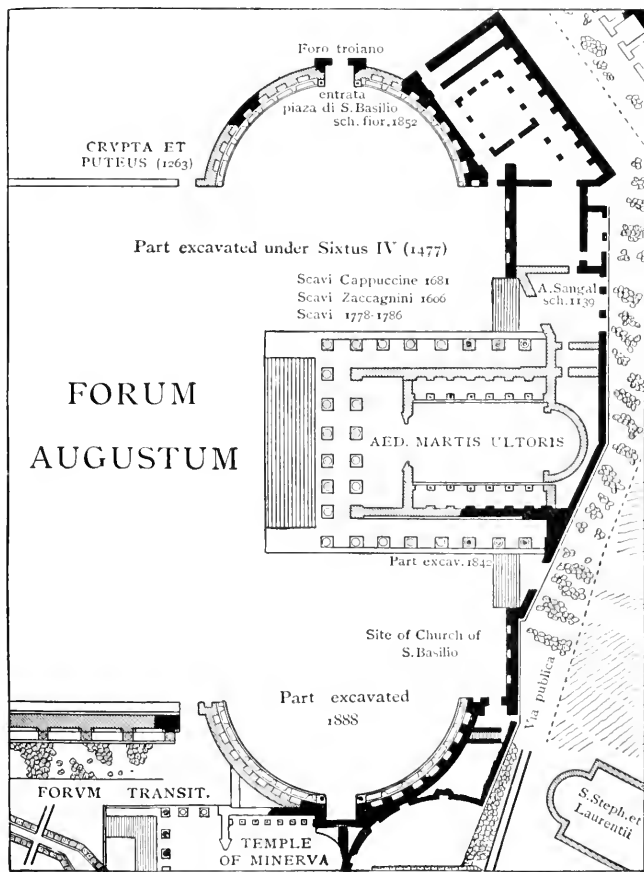 Foro troiano
entrata
piaza di S. Basilio
sch. fior. 1852
CRVPTA ET
PUTEUS (1263)
Part excavated under Sixtus IV (1477)
Scavi Cappuccine 1681
Scavi Zaccagnini 1606
Scavi 1778-1786
A. Sangal
sch. 1139
FORUM
AUGUSTUM
AED. MARTIS ULTORIS
Part excav. 1842
Site of Church of
S. Basilio
Via publica
Part excavated
1888
FORVM TRANSIT.
TEMPLE
OF MINERVA
S. Steph. et
Laurentii